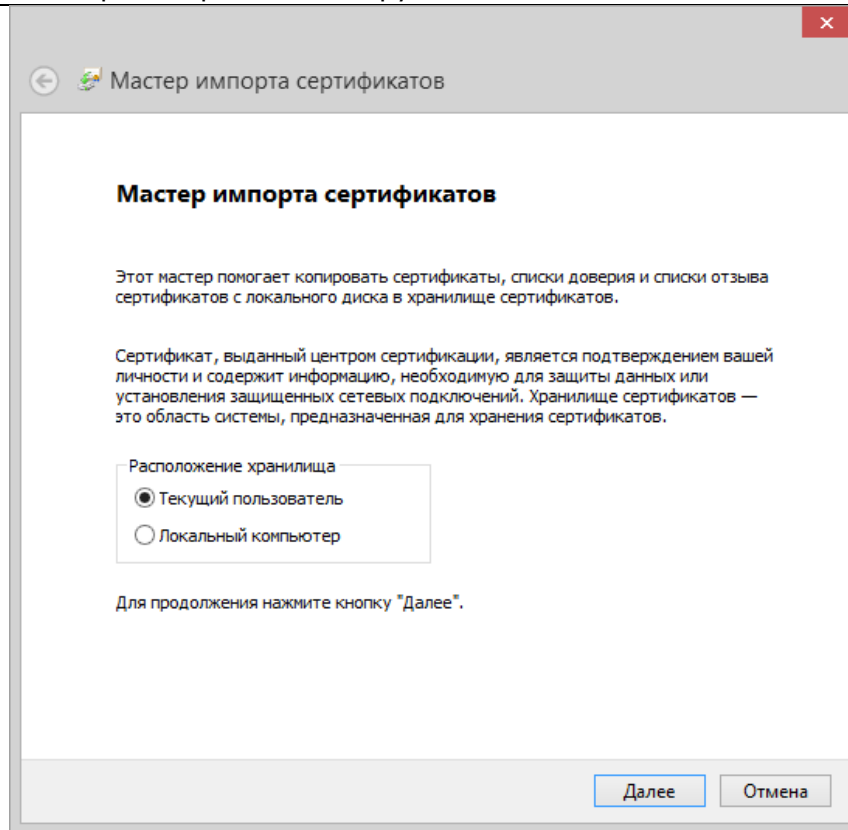 Мастер импорта сертификатов
Мастер импорта сертификатов
Этот мастер помогает копировать сертификаты, списки доверия и списки отзыва
сертификатов с локального диска в хранилище сертификатов.
Сертификат, выданный центром сертификации, является подтверждением вашей
личности и содержит информацию, необходимую для защиты данных или
установления защищенных сетевых подключений. Хранилище сертификатов —
это область системы, предназначенная для хранения сертификатов.
Расположение хранилища
Текущий пользователь
Локальный компьютер
Для продолжения нажмите кнопку "Далее".
Далее
Отмена